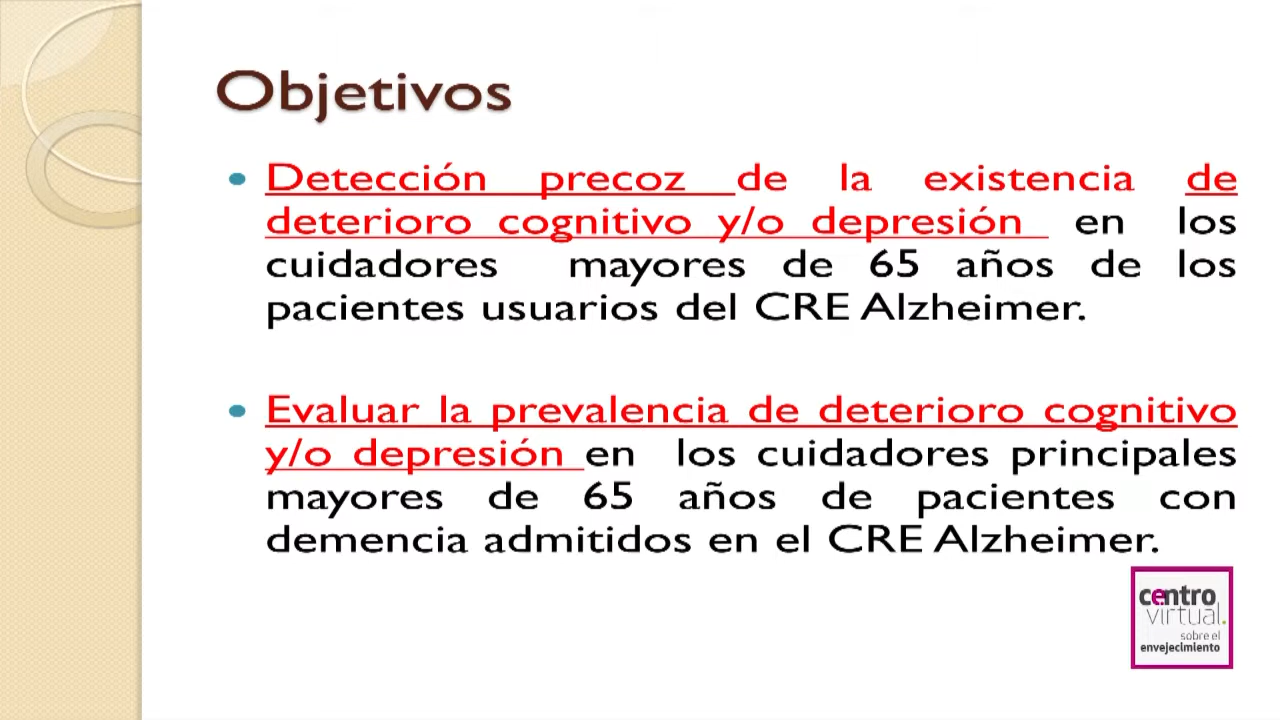 Objetivos
Detección precoz de la existencia de
deterioro cognitivo y/o depresión en los
cuidadores mayores de 65 años de los
pacientes usuarios del CRE Alzheimer.
Evaluar la prevalencia de deterioro cognitivo
y/o depresión en los cuidadores principales
mayores de 65 años de pacientes con
demencia admitidos en el CRE Alzheimer.
centro
virtual.
sobre el
envejecimiento